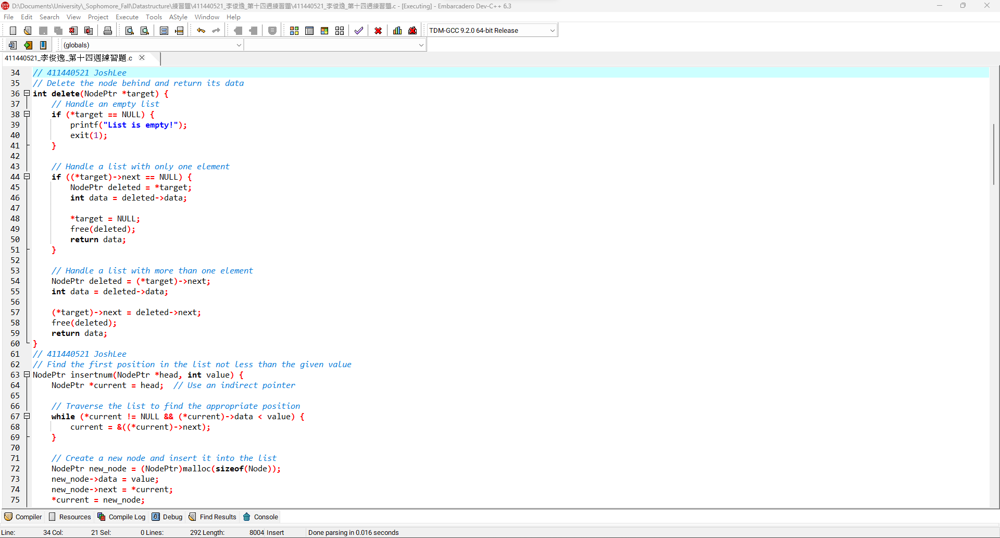 D:\Documents\University\_Sophomore_Fall\Datastructure\練習題\411440521_李俊逸_第十四週練習題\411440521_李俊逸_第十四週練習題.c - [Executing] - Embarcadero Dev-C++ 6.3
File Edit Search View Project Execute Tools AStyle Window Help
TDM-GCC 9.2.0 64-bit Release
(globals)
411440521_李俊逸_第十四週練習題.c
34 // 411440521 JoshLee
35 // Delete the node behind and return its data
36 int delete(NodePtr *target) {
37 // Handle an empty list
38 if (*target == NULL) {
39 printf("List is empty!");
40 exit(1);
41 }
42
43 // Handle a list with only one element
44 if ((*target)->next == NULL) {
45 NodePtr deleted = *target;
46 int data = deleted->data;
47
48 *target = NULL;
49 free(deleted);
50 return data;
51 }
52
53 // Handle a list with more than one element
54 NodePtr deleted = (*target)->next;
55 int data = deleted->data;
56
57 (*target)->next = deleted->next;
58 free(deleted);
59 return data;
60 }
61 // 411440521 JoshLee
62 // Find the first position in the list not less than the given value
63 NodePtr insertnum(NodePtr *head, int value) {
64 NodePtr *current = head; // Use an indirect pointer
65
66 // Traverse the list to find the appropriate position
67 while (*current != NULL && (*current)->data < value) {
68 current = &((*current)->next);
69 }
70
71 // Create a new node and insert it into the list
72 NodePtr new_node = (NodePtr)malloc(sizeof(Node));
73 new_node->data = value;
74 new_node->next = *current;
75 *current = new_node;
Compiler Resources Compile Log Debug Find Results Console
Line: 34 Col: 21 Sel: 0 Lines: 292 Length: 8004 Insert Done parsing in 0.016 seconds